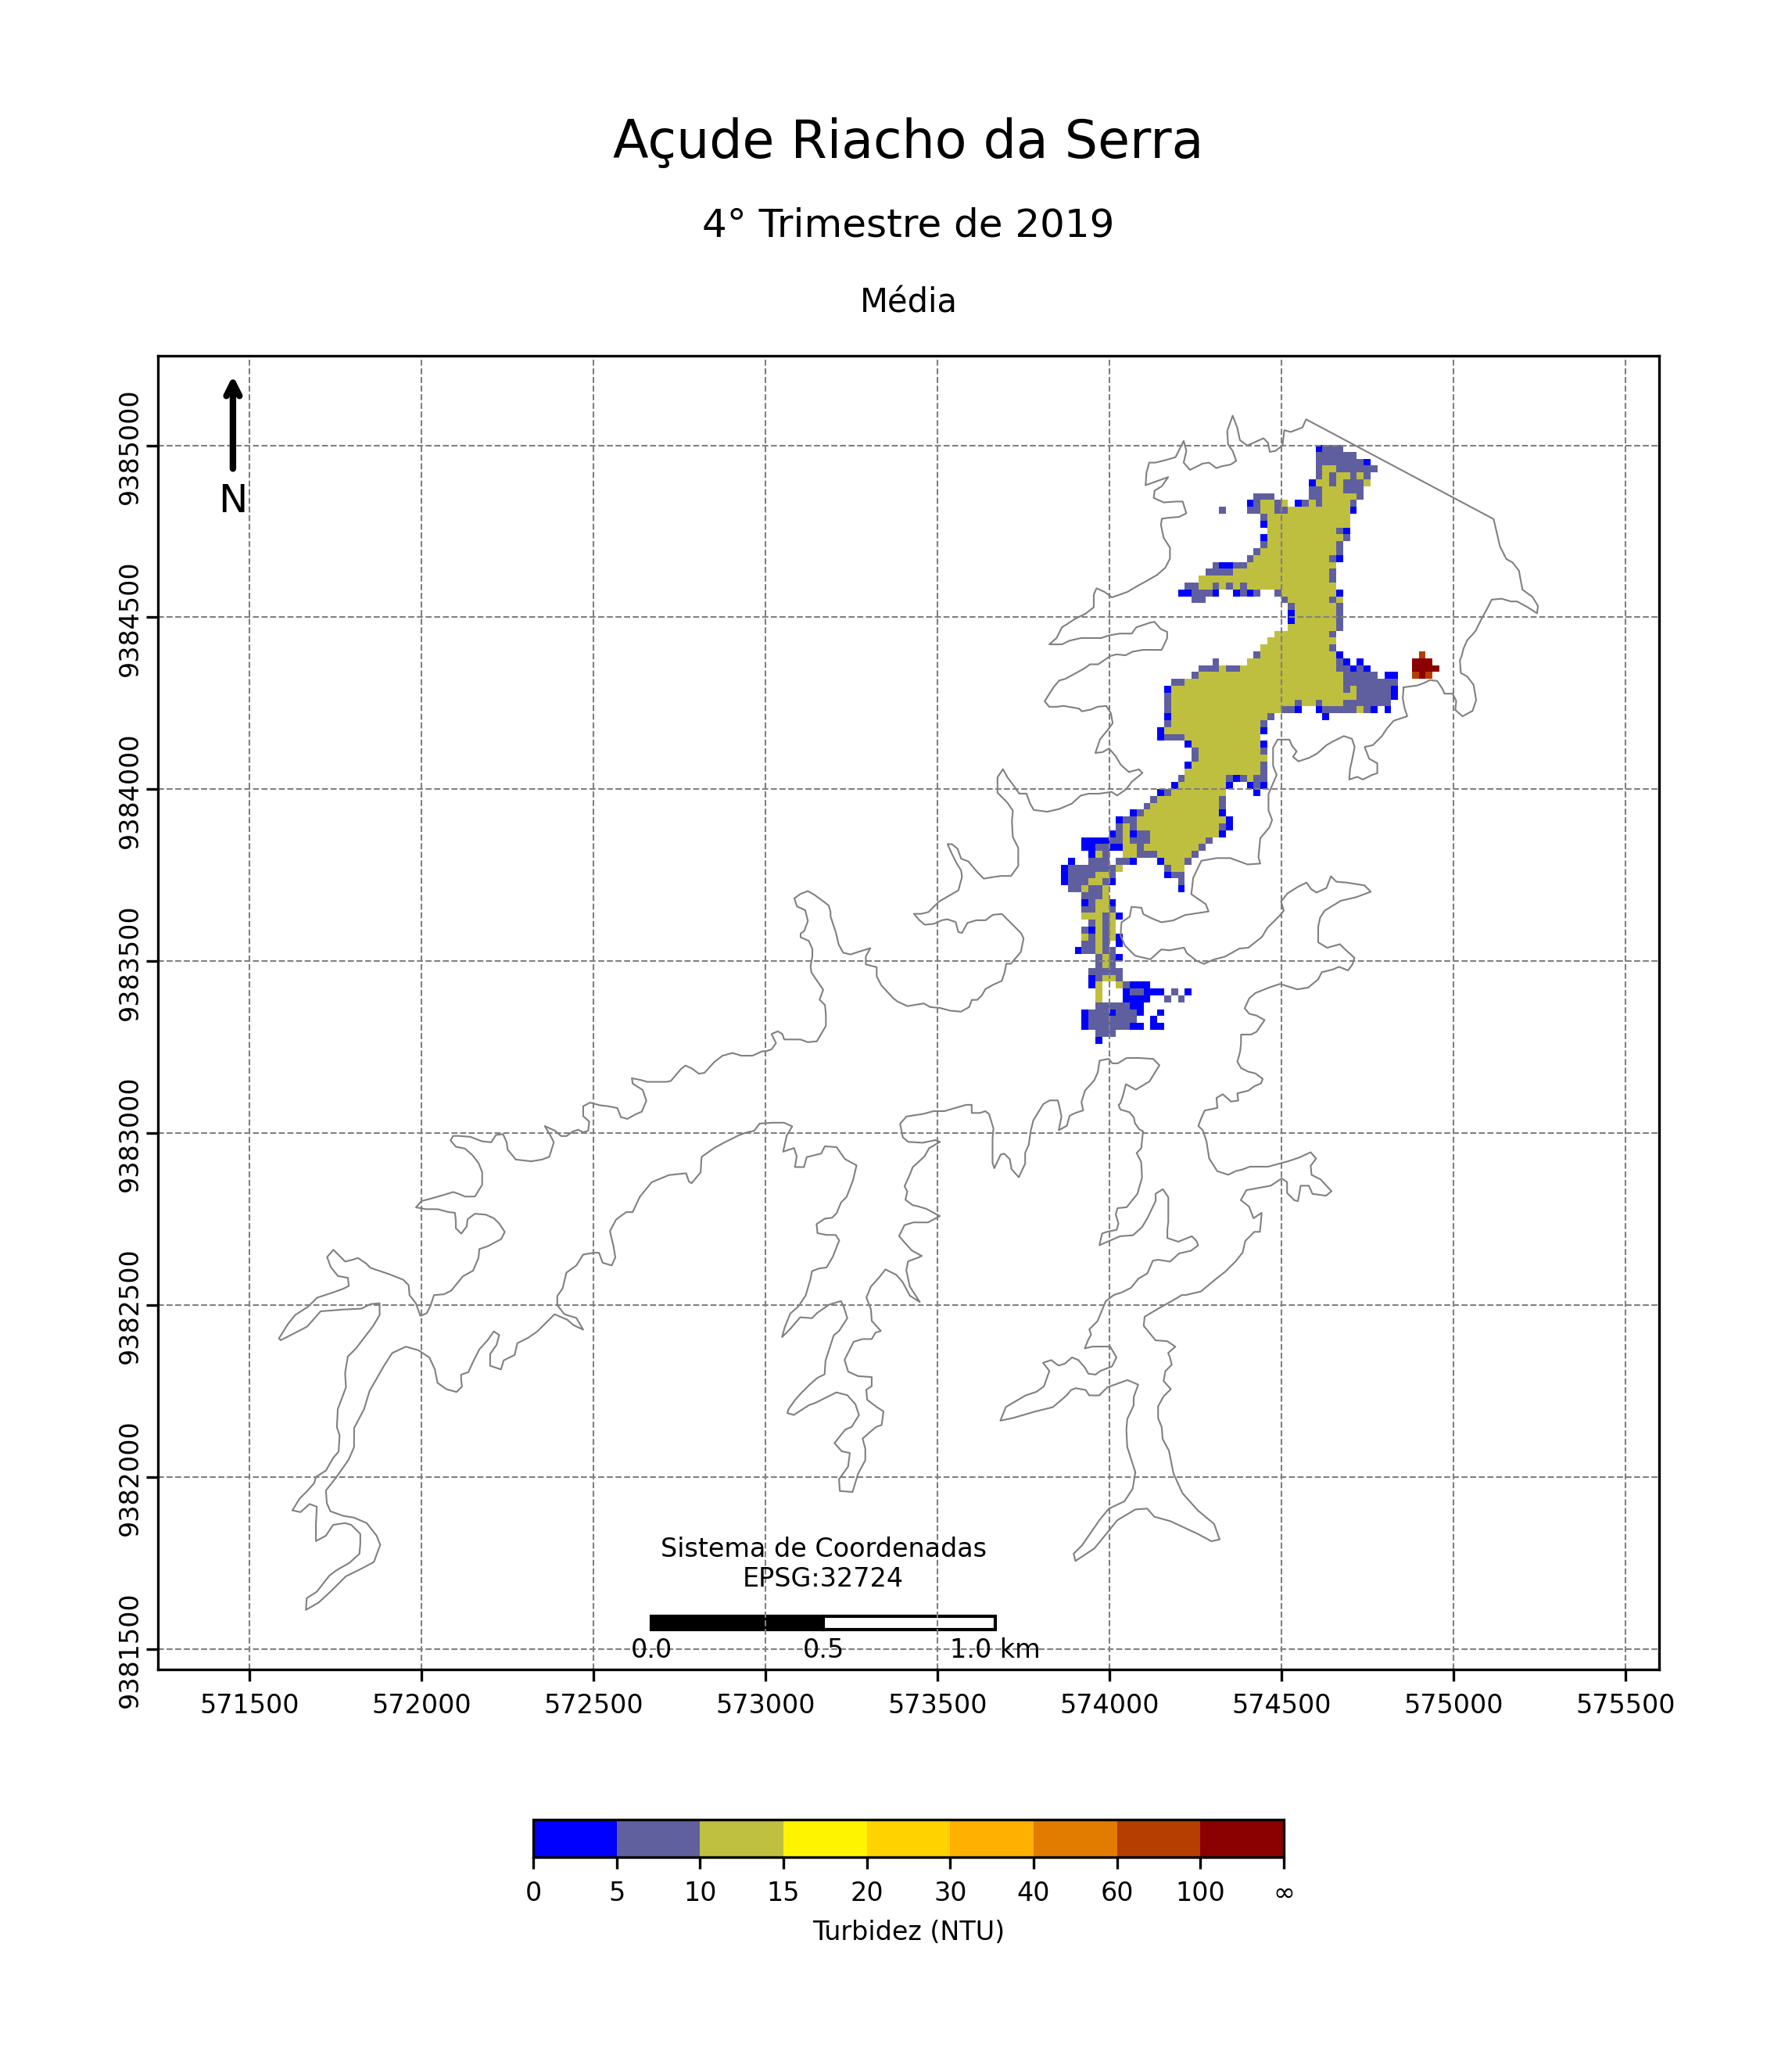 Açude Riacho da Serra
4° Trimestre de 2019
Média
N
9385000
9384500
9384000
9383500
9383000
9382500
9382000
9381500
Sistema de Coordenadas
EPSG:32724
0.0 0.5 1.0 km
571500 572000 572500 573000 573500 574000 574500 575000 575500
0 5 10 15 20 30 40 60 100 ∞
Turbidez (NTU)